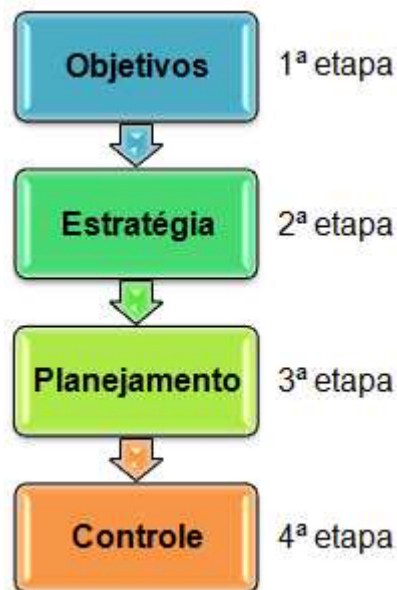 Objetivos 1ª etapa
Estratégia 2ª etapa
Planejamento 3ª etapa
Controle 4ª etapa